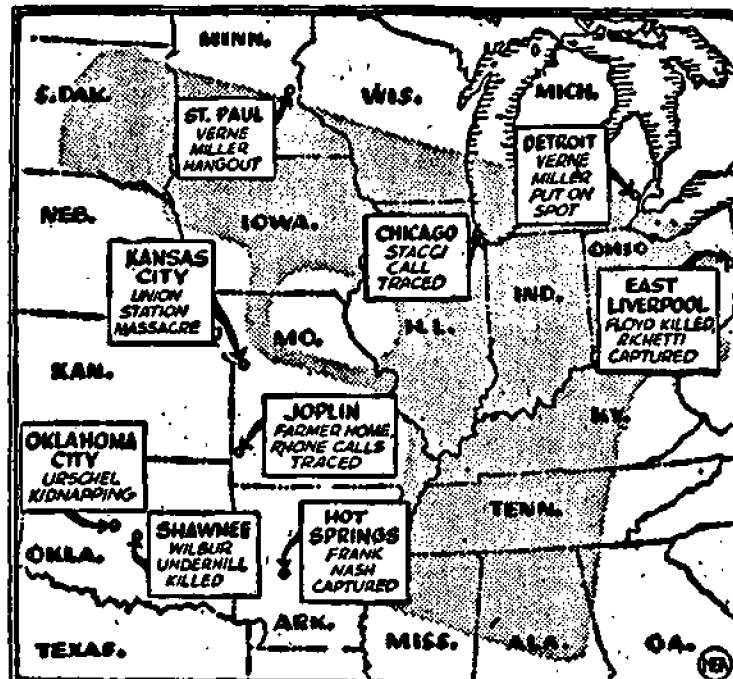 MINN.
S. DAK.
WIS.
MICH.
ST. PAUL
VERNE
MILLER
HANGOUT
DETROIT
VERNE
MILLER
PUT ON
SPOT
NEB.
IOWA.
CHICAGO
STACCI
CALL
TRACED
OHIO
KANSAS
CITY
UNION
STATION
MASSACRE
IND.
EAST
LIVERPOOL
FLOYD KILLED,
RICHETTI
CAPTURED
MO.
ILL.
KAN.
JOPLIN
FARMER HOME,
PHONE CALLS
TRACED
KY.
OKLAHOMA
CITY
URSCHEL
KIDNAPPING
TENN.
SHAWNEE
WILBUR
UNDERHILL
KILLED
HOT
SPRINGS
FRANK
NASH
CAPTURED
OKLA.
ARK.
TEXAS.
MISS.
ALA.
GA.
NEA